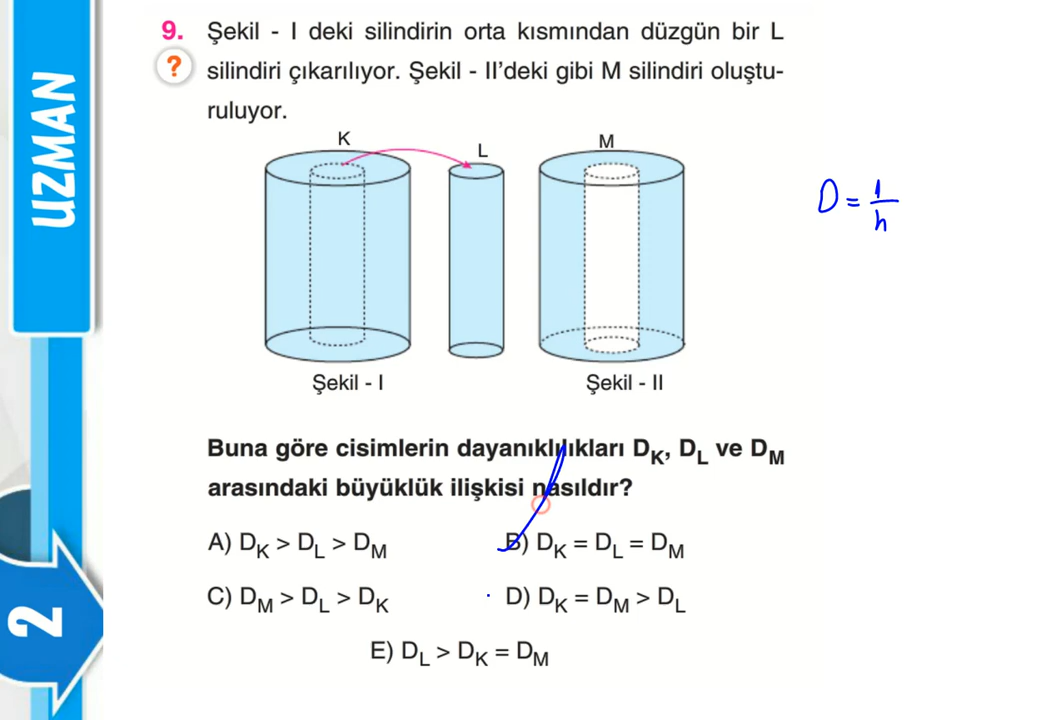 UZMAN
9. Şekil - I deki silindirin orta kısmından düzgün bir L
? silindiri çıkarılıyor. Şekil - II'deki gibi M silindiri oluştu-
ruluyor.
K
L
M
D = 1/h
Şekil - I
Şekil - II
Buna göre cisimlerin dayanıklılıkları DK, DL ve DM
arasındaki büyüklük ilişkisi nasıldır?
A) DK > DL > DM
B) DK = DL = DM
C) DM > DL > DK
D) DK = DM > DL
E) DL > DK = DM
2